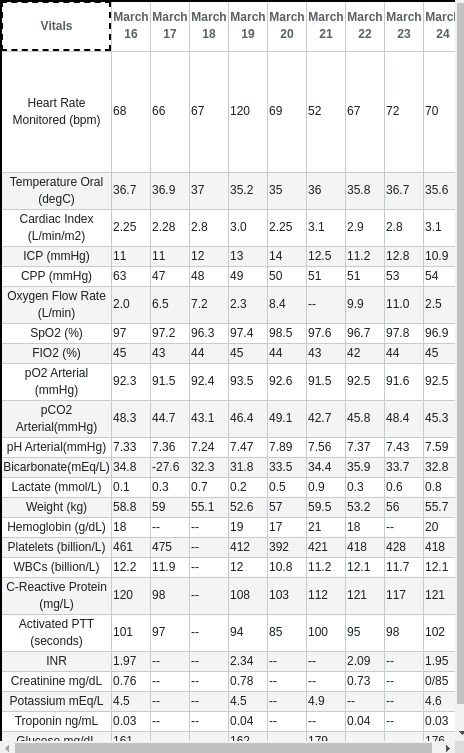 Vitals March 16 March 17 March 18 March 19 March 20 March 21 March 22 March 23 March 24
Heart Rate Monitored (bpm) 68 66 67 120 69 52 67 72 70
Temperature Oral (degC) 36.7 36.9 37 35.2 35 36 35.8 36.7 35.6
Cardiac Index (L/min/m2) 2.25 2.28 2.8 3.0 2.25 3.1 2.9 2.8 3.1
ICP (mmHg) 11 11 12 13 14 12.5 11.2 12.8 10.9
CPP (mmHg) 63 47 48 49 50 51 51 53 54
Oxygen Flow Rate (L/min) 2.0 6.5 7.2 2.3 8.4 -- 9.9 11.0 2.5
SpO2 (%) 97 97.2 96.3 97.4 98.5 97.6 96.7 97.8 96.9
FIO2 (%) 45 43 44 45 44 43 42 44 45
pO2 Arterial (mmHg) 92.3 91.5 92.4 93.5 92.6 91.5 92.5 91.6 92.5
pCO2 Arterial(mmHg) 48.3 44.7 43.1 46.4 49.1 42.7 45.8 48.4 45.3
pH Arterial(mmHg) 7.33 7.36 7.24 7.47 7.89 7.56 7.37 7.43 7.59
Bicarbonate(mEq/L) 34.8 -27.6 32.3 31.8 33.5 34.4 35.9 33.7 32.8
Lactate (mmol/L) 0.1 0.3 0.7 0.2 0.5 0.9 0.3 0.6 0.8
Weight (kg) 58.8 59 55.1 52.6 57 59.5 53.2 56 55.7
Hemoglobin (g/dL) 18 -- -- 19 17 21 18 -- 20
Platelets (billion/L) 461 475 -- 412 392 421 418 428 418
WBCs (billion/L) 12.2 11.9 -- 12 10.8 11.2 12.1 11.7 12.1
C-Reactive Protein (mg/L) 120 98 -- 108 103 112 121 117 121
Activated PTT (seconds) 101 97 -- 94 85 100 95 98 102
INR 1.97 -- -- 2.34 -- -- 2.09 -- 1.95
Creatinine mg/dL 0.76 -- -- 0.78 -- -- 0.73 -- 0/85
Potassium mEq/L 4.5 -- -- 4.5 -- 4.9 -- -- 4.6
Troponin ng/mL 0.03 -- -- 0.04 -- -- 0.04 -- 0.03
Glucose mg/dL 161 -- -- 162 -- 179 -- -- 176